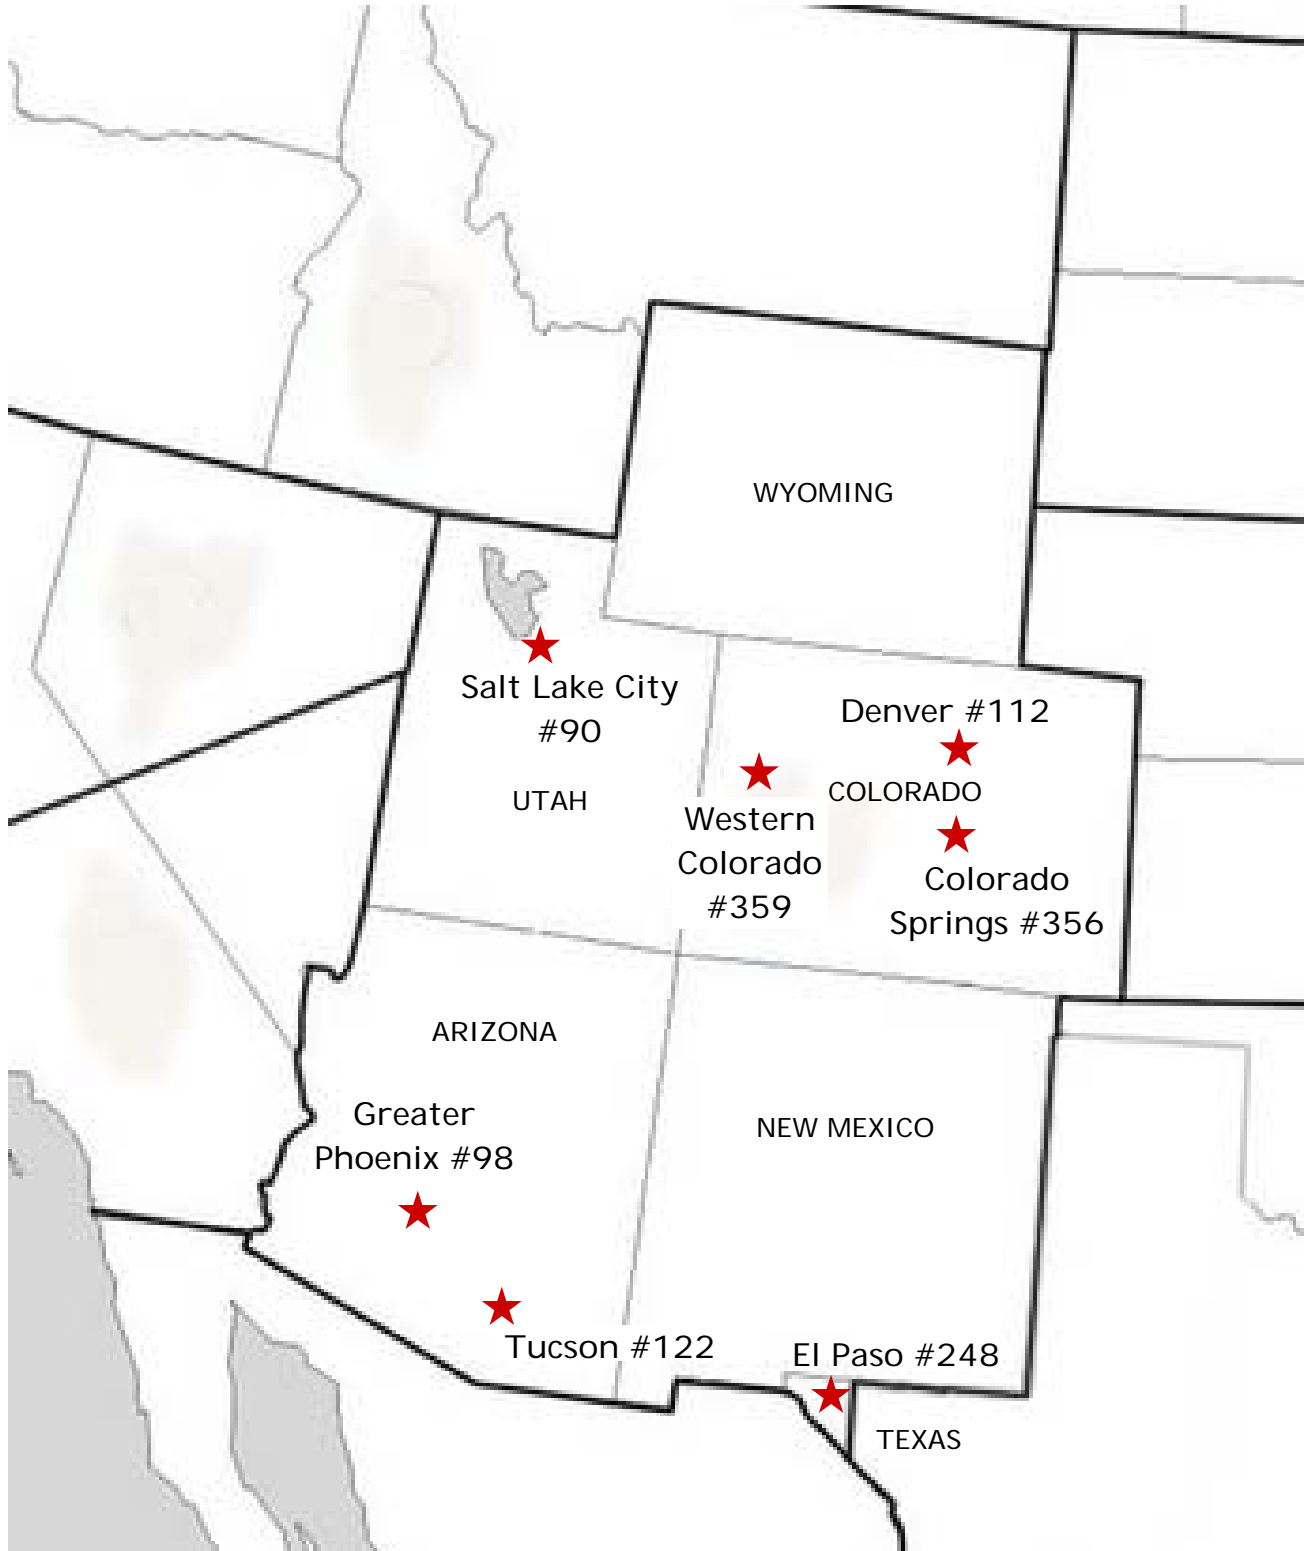 WYOMING
Salt Lake City
#90
Denver #112
UTAH
COLORADO
Western
Colorado
#359
Colorado
Springs #356
ARIZONA
Greater
Phoenix #98
NEW MEXICO
Tucson #122
El Paso #248
TEXAS